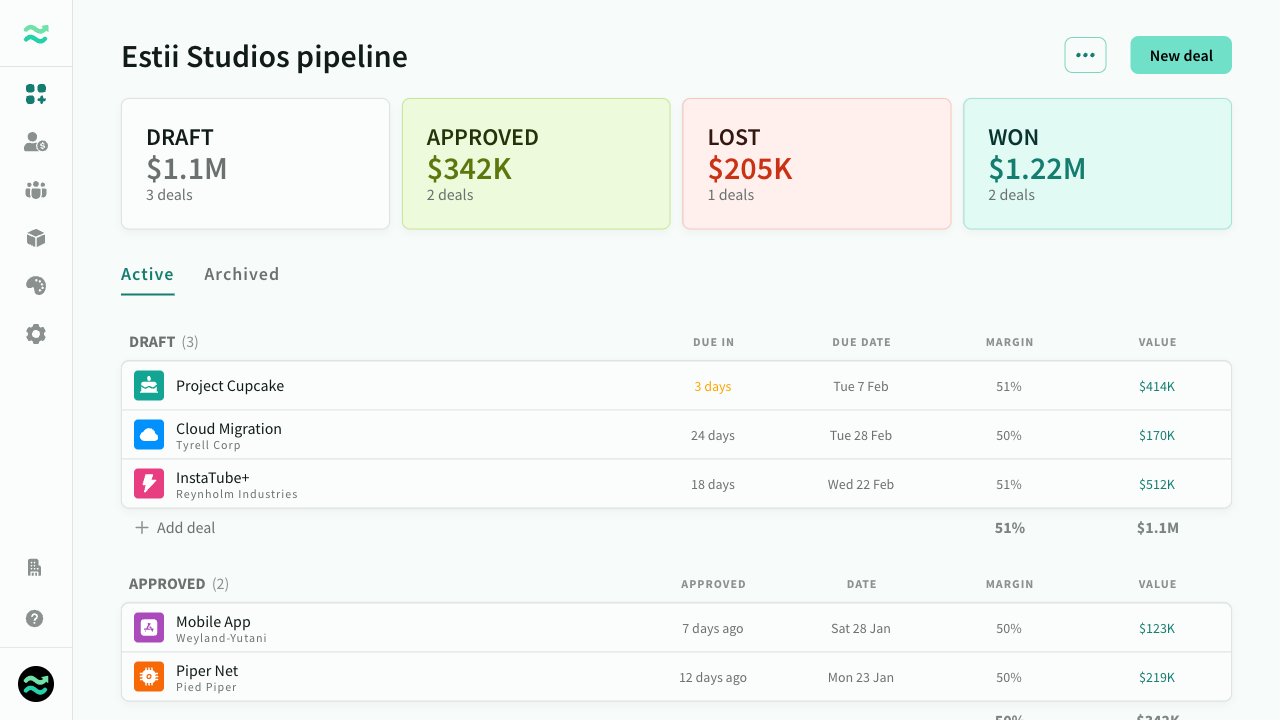 Estii Studios pipeline
New deal
DRAFT
$1.1M
3 deals
APPROVED
$342K
2 deals
LOST
$205K
1 deals
WON
$1.22M
2 deals
Active Archived
DRAFT (3) DUE IN DUE DATE MARGIN VALUE
Project Cupcake 3 days Tue 7 Feb 51% $414K
Cloud Migration 24 days Tue 28 Feb 50% $170K
Tyrell Corp
InstaTube+ 18 days Wed 22 Feb 51% $512K
Reynholm Industries
Add deal 51% $1.1M
APPROVED (2) APPROVED DATE MARGIN VALUE
Mobile App 7 days ago Sat 28 Jan 50% $123K
Weyland-Yutani
Piper Net 12 days ago Mon 23 Jan 50% $219K
Pied Piper
50% $342K